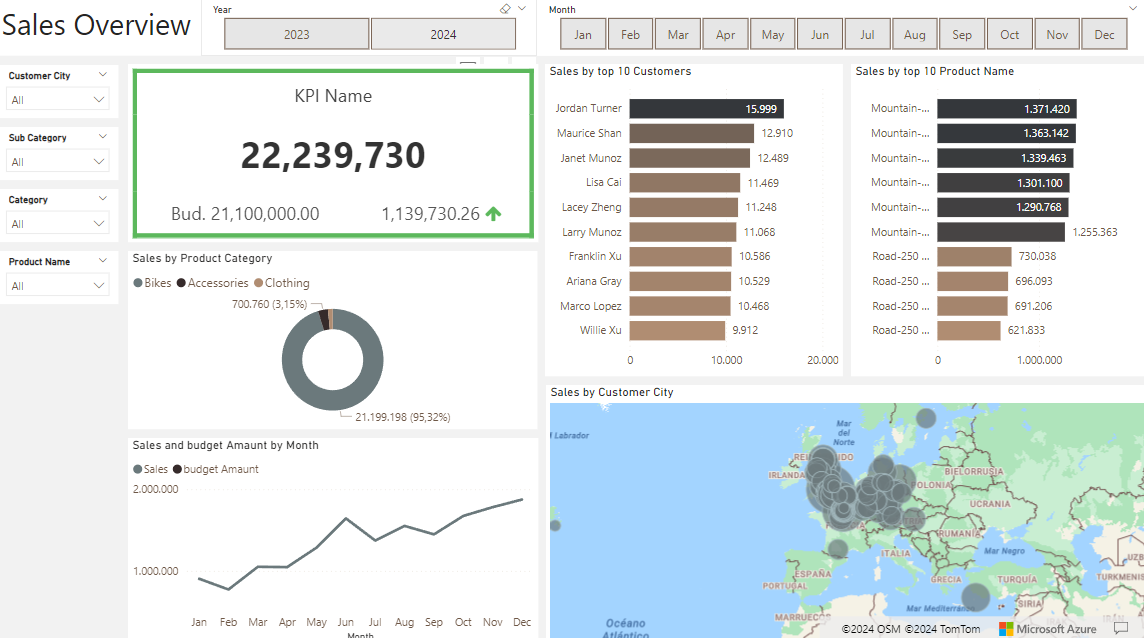 Sales Overview
Year
2023
2024
Month
Jan
Feb
Mar
Apr
May
Jun
Jul
Aug
Sep
Oct
Nov
Dec
Customer City
All
Sub Category
All
Category
All
Product Name
All
KPI Name
22,239,730
Bud. 21,100,000.00
1,139,730.26
Sales by Product Category
Bikes
Accessories
Clothing
700.760 (3,15%)
21.199.198 (95,32%)
Sales and budget Amaunt by Month
Sales
budget Amaunt
2.000.000
1.000.000
Jan
Feb
Mar
Apr
May
Jun
Jul
Aug
Sep
Oct
Nov
Dec
Month
Sales by top 10 Customers
Jordan Turner 15.999
Maurice Shan 12.910
Janet Munoz 12.489
Lisa Cai 11.469
Lacey Zheng 11.248
Larry Munoz 11.068
Franklin Xu 10.586
Ariana Gray 10.529
Marco Lopez 10.468
Willie Xu 9.912
0
10.000
20.000
Sales by top 10 Product Name
Mountain-... 1.371.420
Mountain-... 1.363.142
Mountain-... 1.339.463
Mountain-... 1.301.100
Mountain-... 1.290.768
Mountain-... 1.255.363
Road-250 ... 730.038
Road-250 ... 696.093
Road-250 ... 691.206
Road-250 ... 621.833
0
1.000.000
Sales by Customer City
Labrador
Mar
del
Norte
IRLANDA
POLONIA
BIELORRUSIA
UCRANIA
RUMANÍA
ITALIA
Mar Negro
ESPAÑA
PORTUGAL
GRECIA
TURQUÍA
UZB
TURKMENIS
SIRIA
Mar Mediterráneo
MARRUECOS
Océano
Atlántico
©2024 OSM ©2024 TomTom
Microsoft Azure